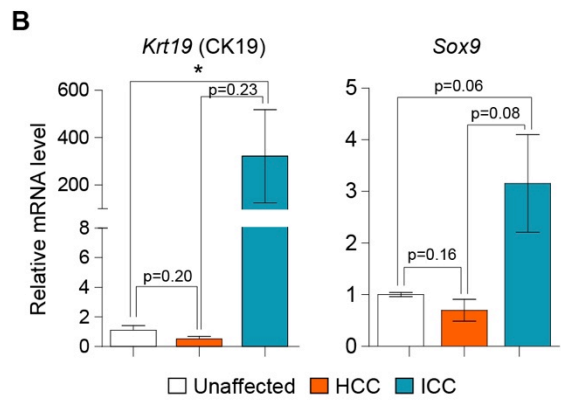 B
Krt19 (CK19)
*
p=0.23
p=0.20
600
400
200
8
6
4
2
0
Relative mRNA level
Sox9
p=0.06
p=0.08
p=0.16
5
4
3
2
1
0
Unaffected HCC ICC